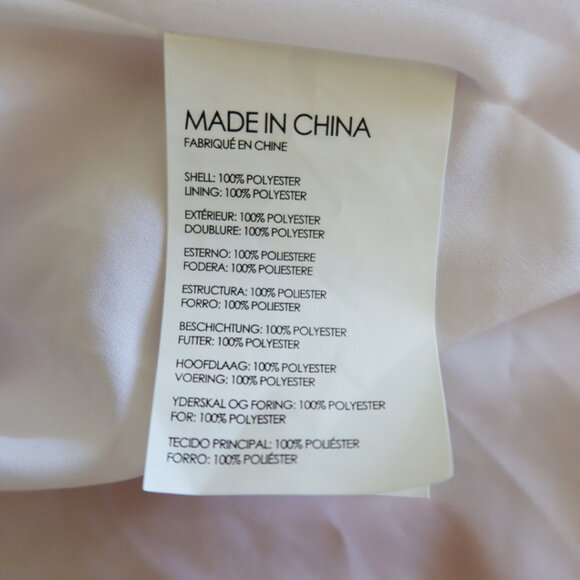 MADE IN CHINA
FABRIQUÉ EN CHINE
SHELL: 100% POLYESTER
LINING: 100% POLYESTER
EXTÉRIEUR: 100% POLYESTER
DOUBLURE: 100% POLYESTER
ESTERNO: 100% POLIESTERE
FODERA: 100% POLIESTERE
ESTRUCTURA: 100% POLYESTER
FORRO: 100% POLYESTER
BESCHICHTUNG: 100% POLYESTER
FUTTER: 100% POLYESTER
HOOFDLAAG: 100% POLYESTER
VOERING: 100% POLYESTER
YDERSKAL OG FORING: 100% POLYESTER
FOR: 100% POLYESTER
TECIDO PRINCIPAL: 100% POLIÉSTER
FORRO: 100% POLIÉSTER